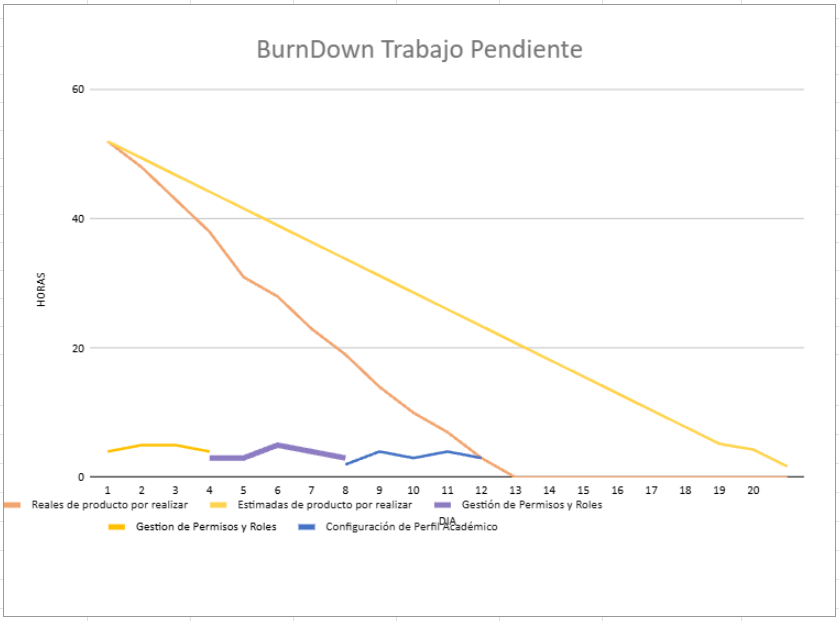 BurnDown Trabajo Pendiente
60
40
HORAS
20
0
1 2 3 4 5 6 7 8 9 10 11 12 13 14 15 16 17 18 19 20
Reales de producto por realizar Estimadas de producto por realizar Gestión de Permisos y Roles
DIA
Gestion de Permisos y Roles Configuración de Perfil Académico